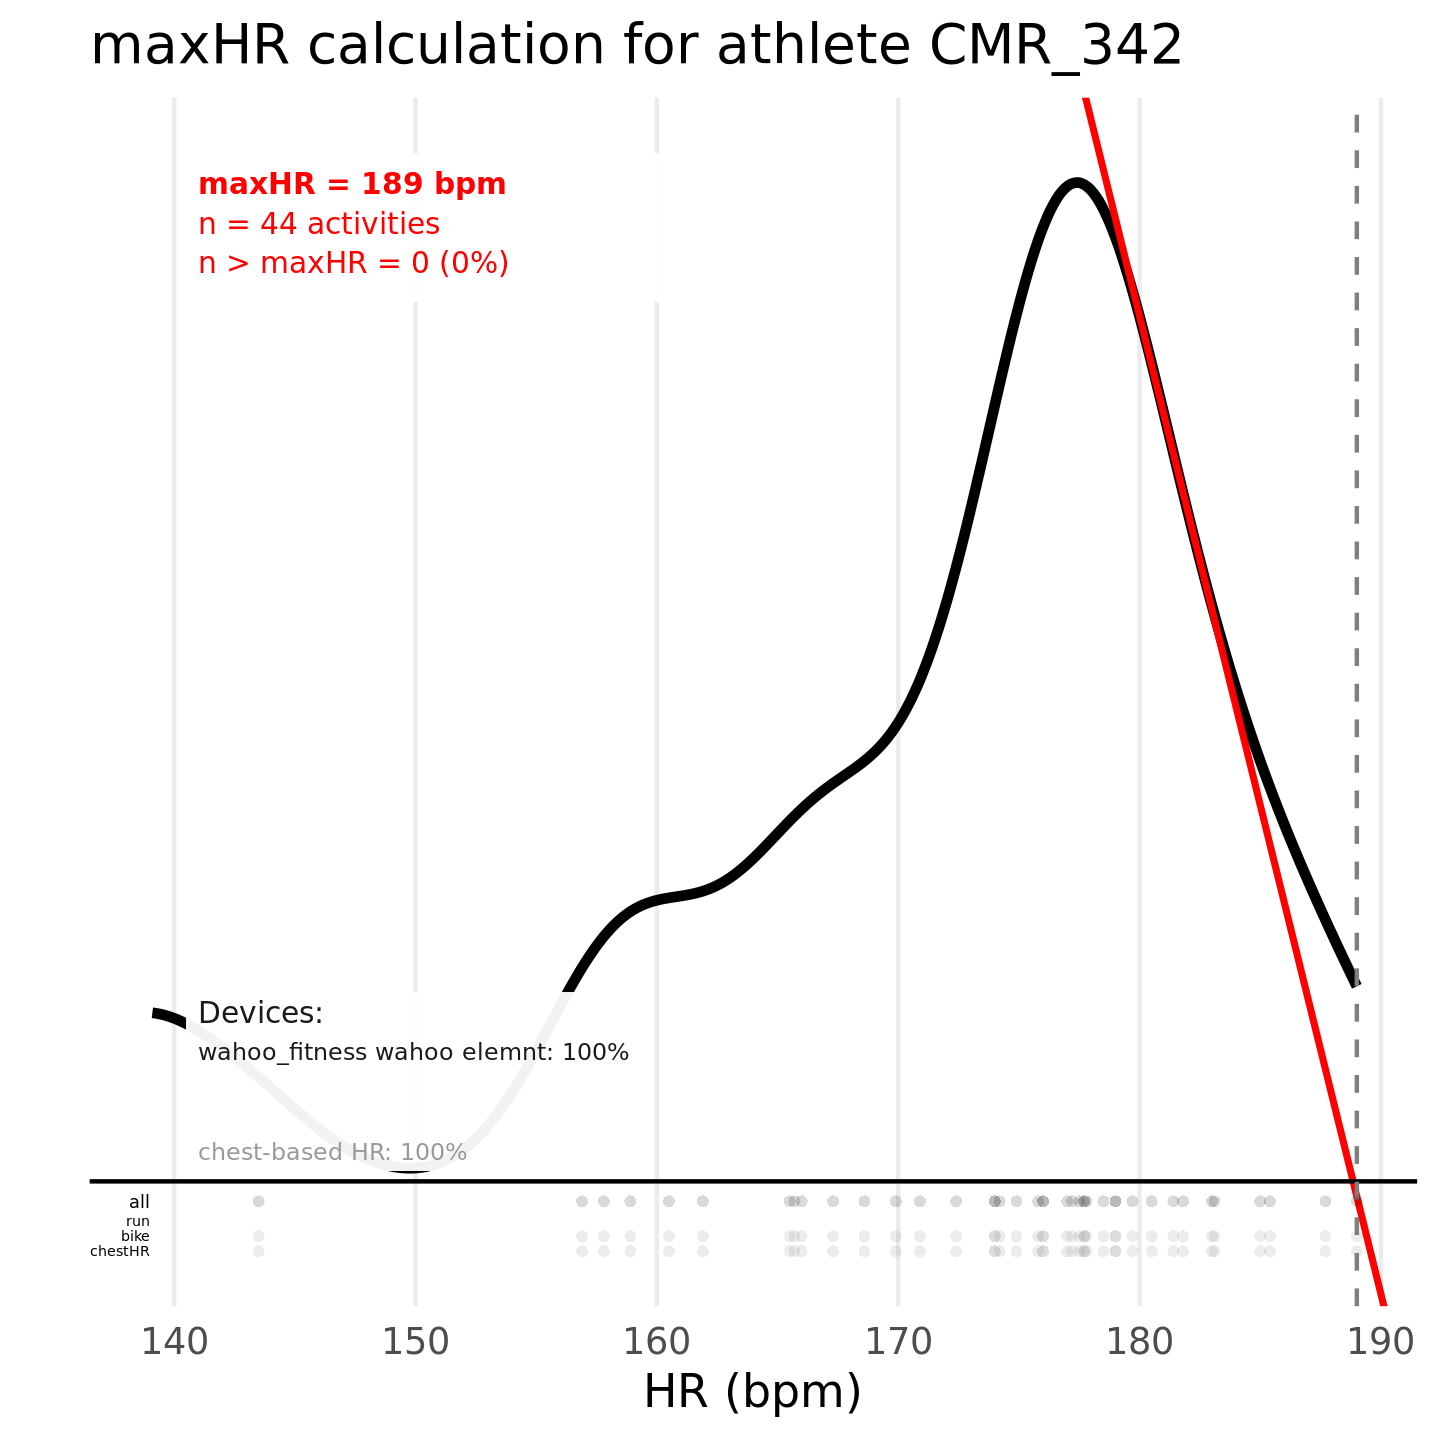 maxHR calculation for athlete CMR_342
maxHR = 189 bpm
n = 44 activities
n > maxHR = 0 (0%)
Devices:
wahoo_fitness wahoo elemnt: 100%
chest-based HR: 100%
all
run
bike
chestHR
140 150 160 170 180 190
HR (bpm)